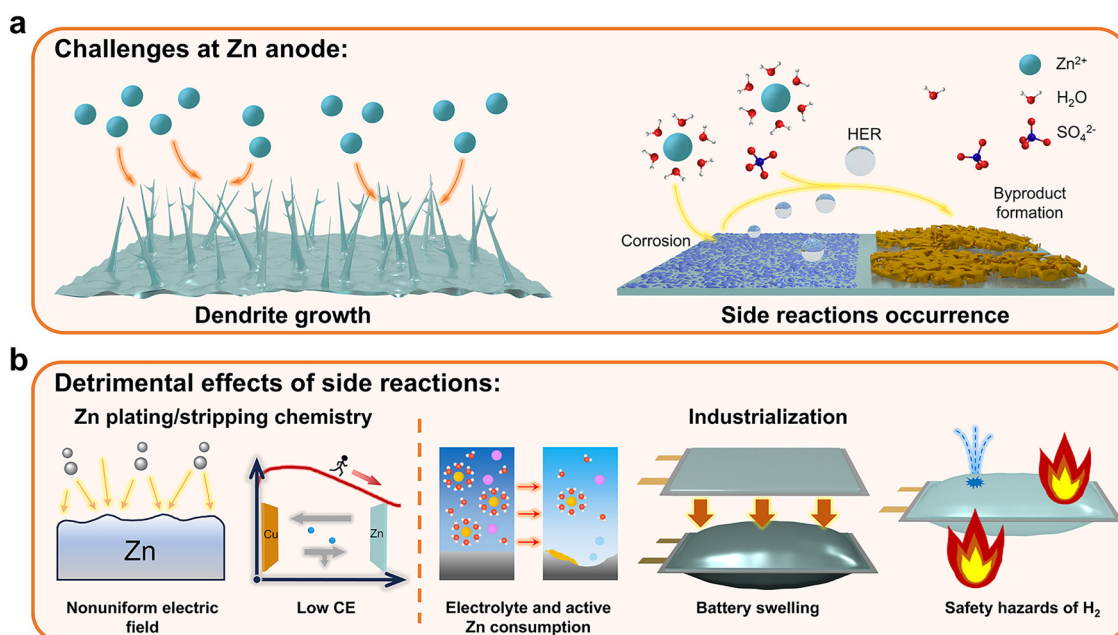 a
Challenges at Zn anode:
Zn²⁺
H₂O
SO₄²⁻
HER
Corrosion
Byproduct
formation
Dendrite growth
Side reactions occurrence
b
Detrimental effects of side reactions:
Zn plating/stripping chemistry
Industrialization
Zn
Cu
Zn
Nonuniform electric
field
Low CE
Electrolyte and active
Zn consumption
Battery swelling
Safety hazards of H₂